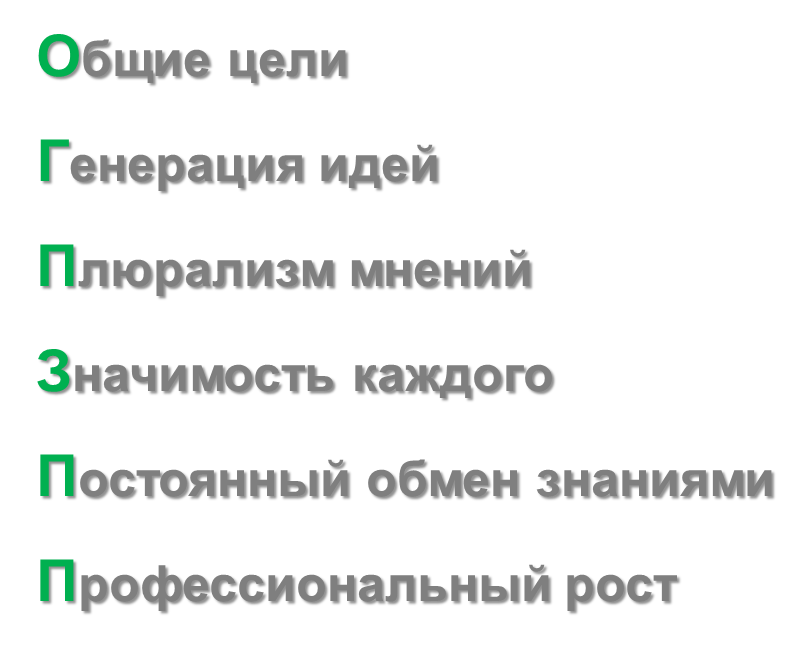 Общие цели
Генерация идей
Плюрализм мнений
Значимость каждого
Постоянный обмен знаниями
Профессиональный рост